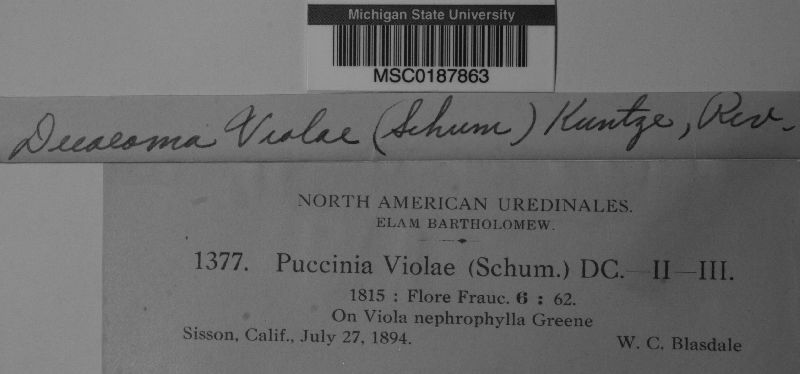 Michigan State University
MSC0187863
Dicaeoma Violae (Schum) Kuntze, Rev.
NORTH AMERICAN UREDINALES.
ELAM BARTHOLOMEW.
1377. Puccinia Violae (Schum.) DC.—II—III.
1815 : Flore Frauc. 6 : 62.
On Viola nephrophylla Greene
Sisson, Calif., July 27, 1894. W. C. Blasdale